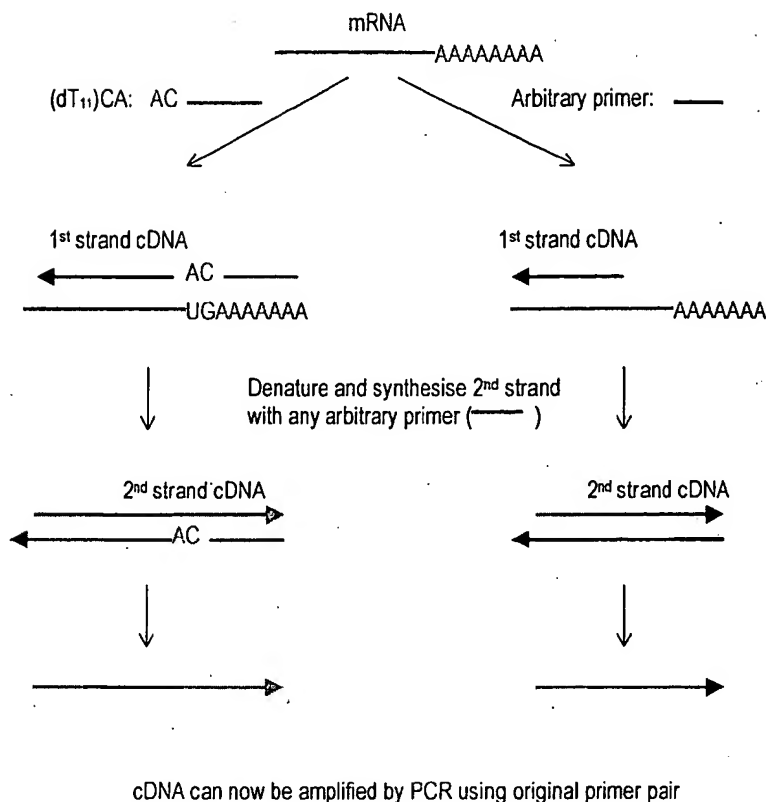 mRNA
AAAAAAAA
(dT₁₁)CA: AC
Arbitrary primer:
1st strand cDNA
1st strand cDNA
AC
UGAAAAAAA
AAAAAAA
Denature and synthesise 2nd strand
with any arbitrary primer ( )
2nd strand cDNA
2nd strand cDNA
AC
cDNA can now be amplified by PCR using original primer pair